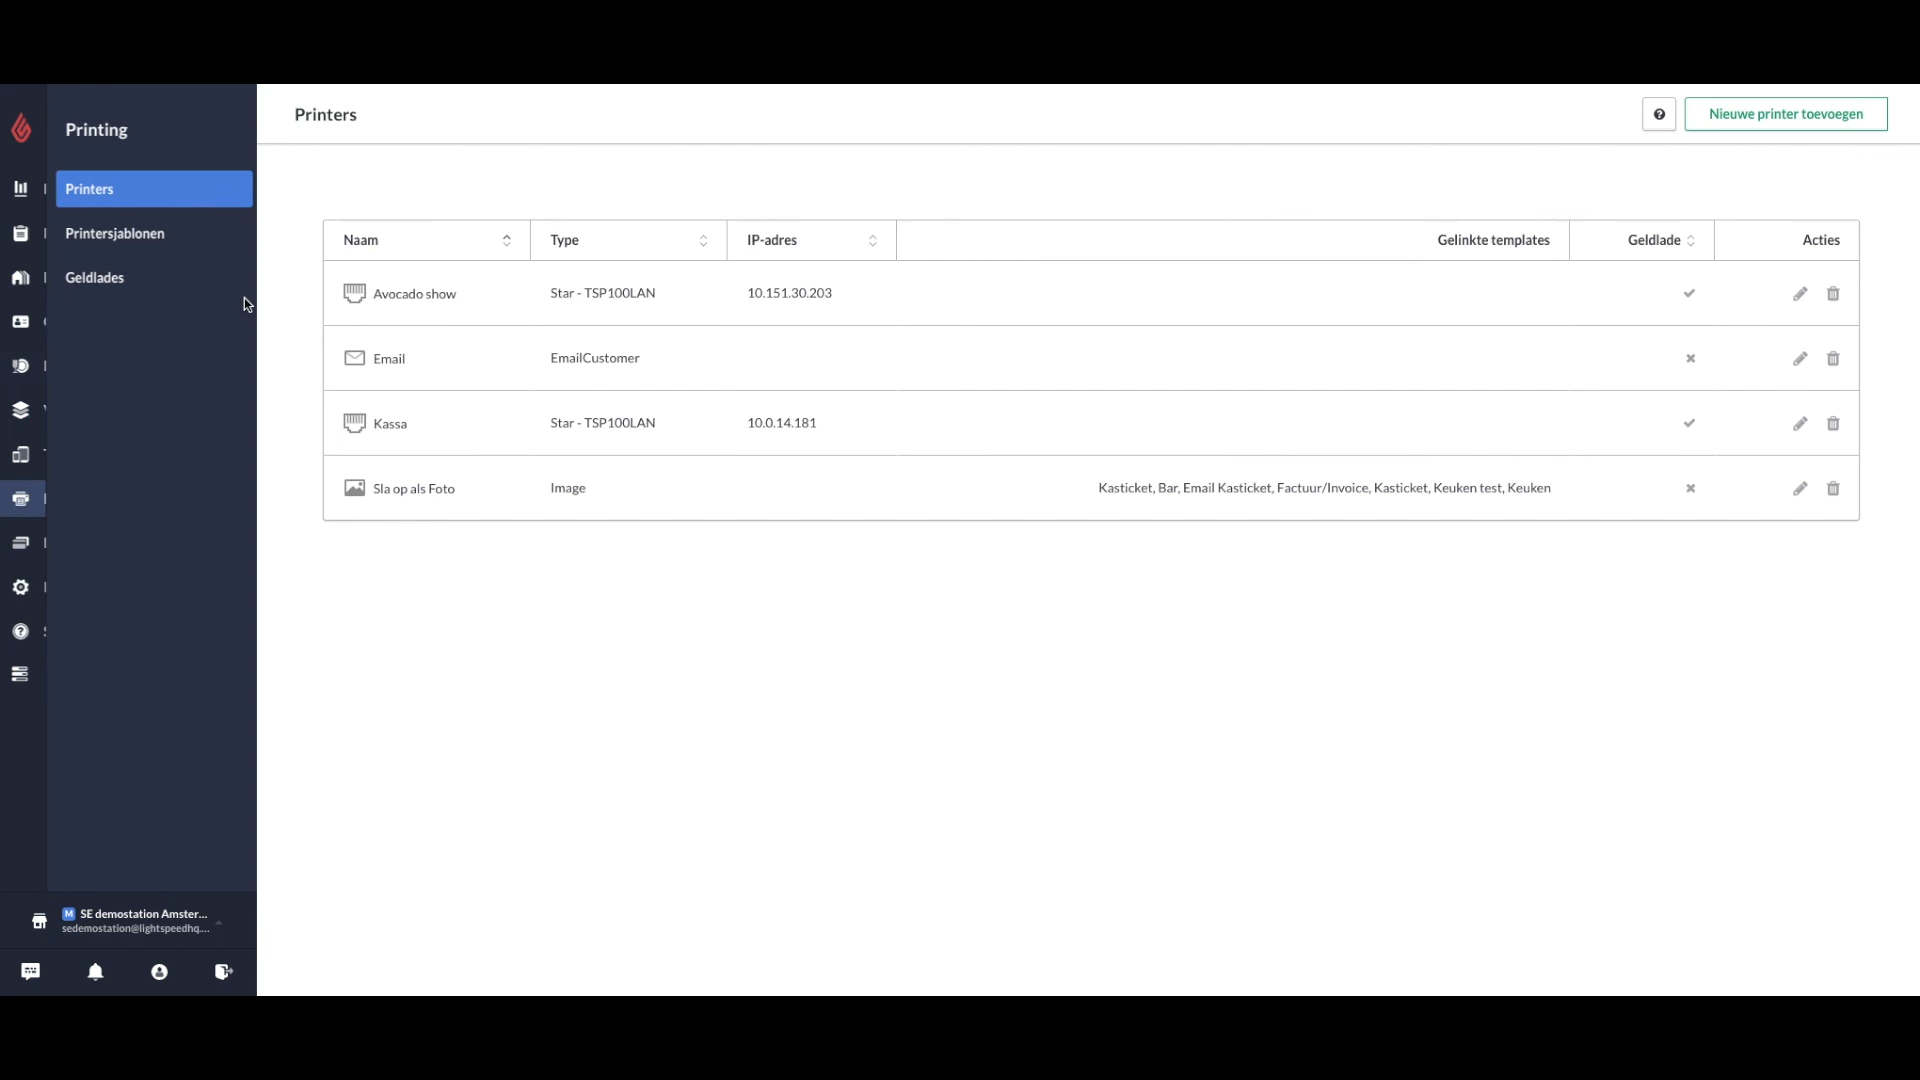 Printing
Printers
Printersjablonen
Geldlades
M SE demostation Amster...
sedemostation@lightspeedhq....
Printers
Nieuwe printer toevoegen
Naam Type IP-adres Gelinkte templates Geldlade Acties
Avocado show Star - TSP100LAN 10.151.30.203
Email EmailCustomer
Kassa Star - TSP100LAN 10.0.14.181
Sla op als Foto Image Kasticket, Bar, Email Kasticket, Factuur/Invoice, Kasticket, Keuken test, Keuken